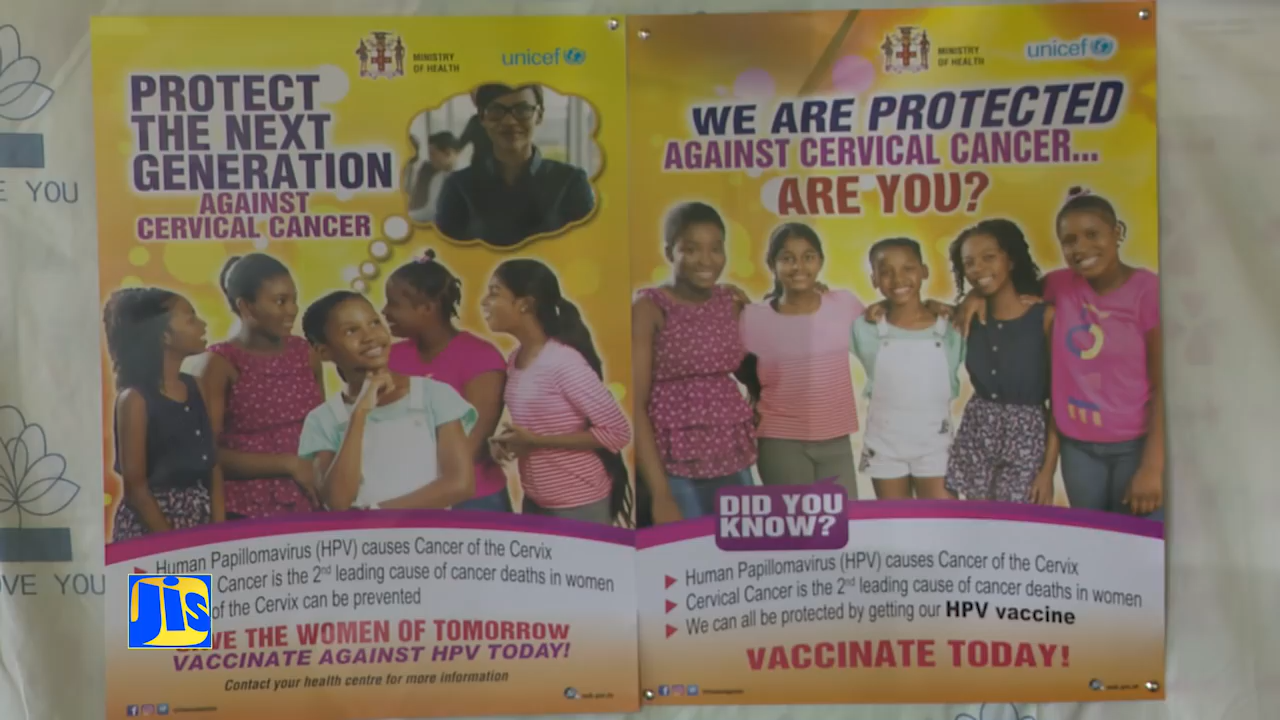 MINISTRY
OF HEALTH
unicef
PROTECT
THE NEXT
GENERATION
AGAINST
CERVICAL CANCER
Human Papillomavirus (HPV) causes Cancer of the Cervix
Cancer is the 2nd leading cause of cancer deaths in women
of the Cervix can be prevented
THE WOMEN OF TOMORROW
VACCINATE AGAINST HPV TODAY!
Contact your health centre for more information
MINISTRY
OF HEALTH
unicef
WE ARE PROTECTED
AGAINST CERVICAL CANCER...
ARE YOU?
DID YOU
KNOW?
Human Papillomavirus (HPV) causes Cancer of the Cervix
Cervical Cancer is the 2nd leading cause of cancer deaths in women
We can all be protected by getting our HPV vaccine
VACCINATE TODAY!
YOU
YOU
jis